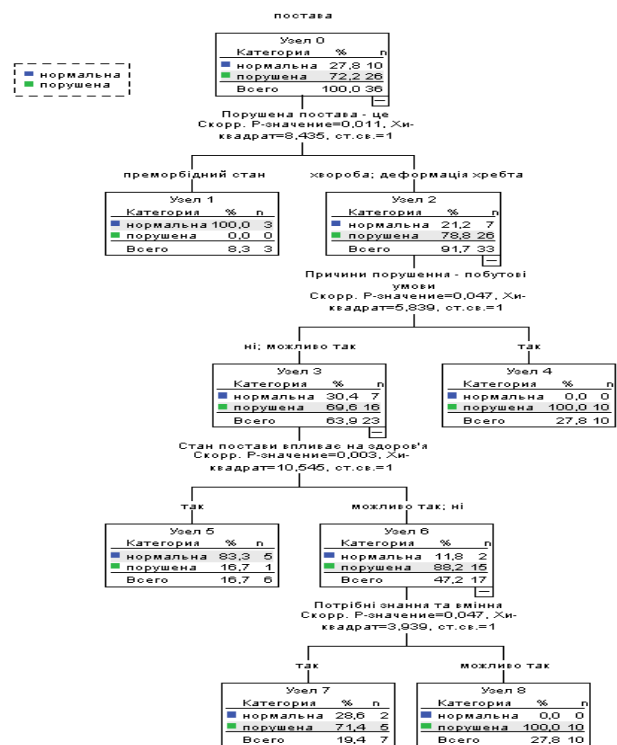 постава
нормальна
порушена
Узел 0
Категория % n
нормальна 27,8 10
порушена 72,2 26
Всего 100,0 36
Порушена постава - це
Скорр. Р-значение=0,011, Хи-
квадрат=8,435, ст.св.=1
преморбідний стан
хвороба; деформація хребта
Узел 1
Категория % n
нормальна 100,0 3
порушена 0,0 0
Всего 8,3 3
Узел 2
Категория % n
нормальна 21,2 7
порушена 78,8 26
Всего 91,7 33
Причини порушення - побутові
умови
Скорр. Р-значение=0,047, Хи-
квадрат=5,839, ст.св.=1
ні; можливо так
так
Узел 3
Категория % n
нормальна 30,4 7
порушена 69,6 16
Всего 63,9 23
Узел 4
Категория % n
нормальна 0,0 0
порушена 100,0 10
Всего 27,8 10
Стан постави впливає на здоров'я
Скорр. Р-значение=0,003, Хи-
квадрат=10,545, ст.св.=1
так
можливо так; ні
Узел 5
Категория % n
нормальна 83,3 5
порушена 16,7 1
Всего 16,7 6
Узел 6
Категория % n
нормальна 11,8 2
порушена 88,2 15
Всего 47,2 17
Потрібні знання та вміння
Скорр. Р-значение=0,047, Хи-
квадрат=3,939, ст.св.=1
так
можливо так
Узел 7
Категория % n
нормальна 28,6 2
порушена 71,4 5
Всего 19,4 7
Узел 8
Категория % n
нормальна 0,0 0
порушена 100,0 10
Всего 27,8 10